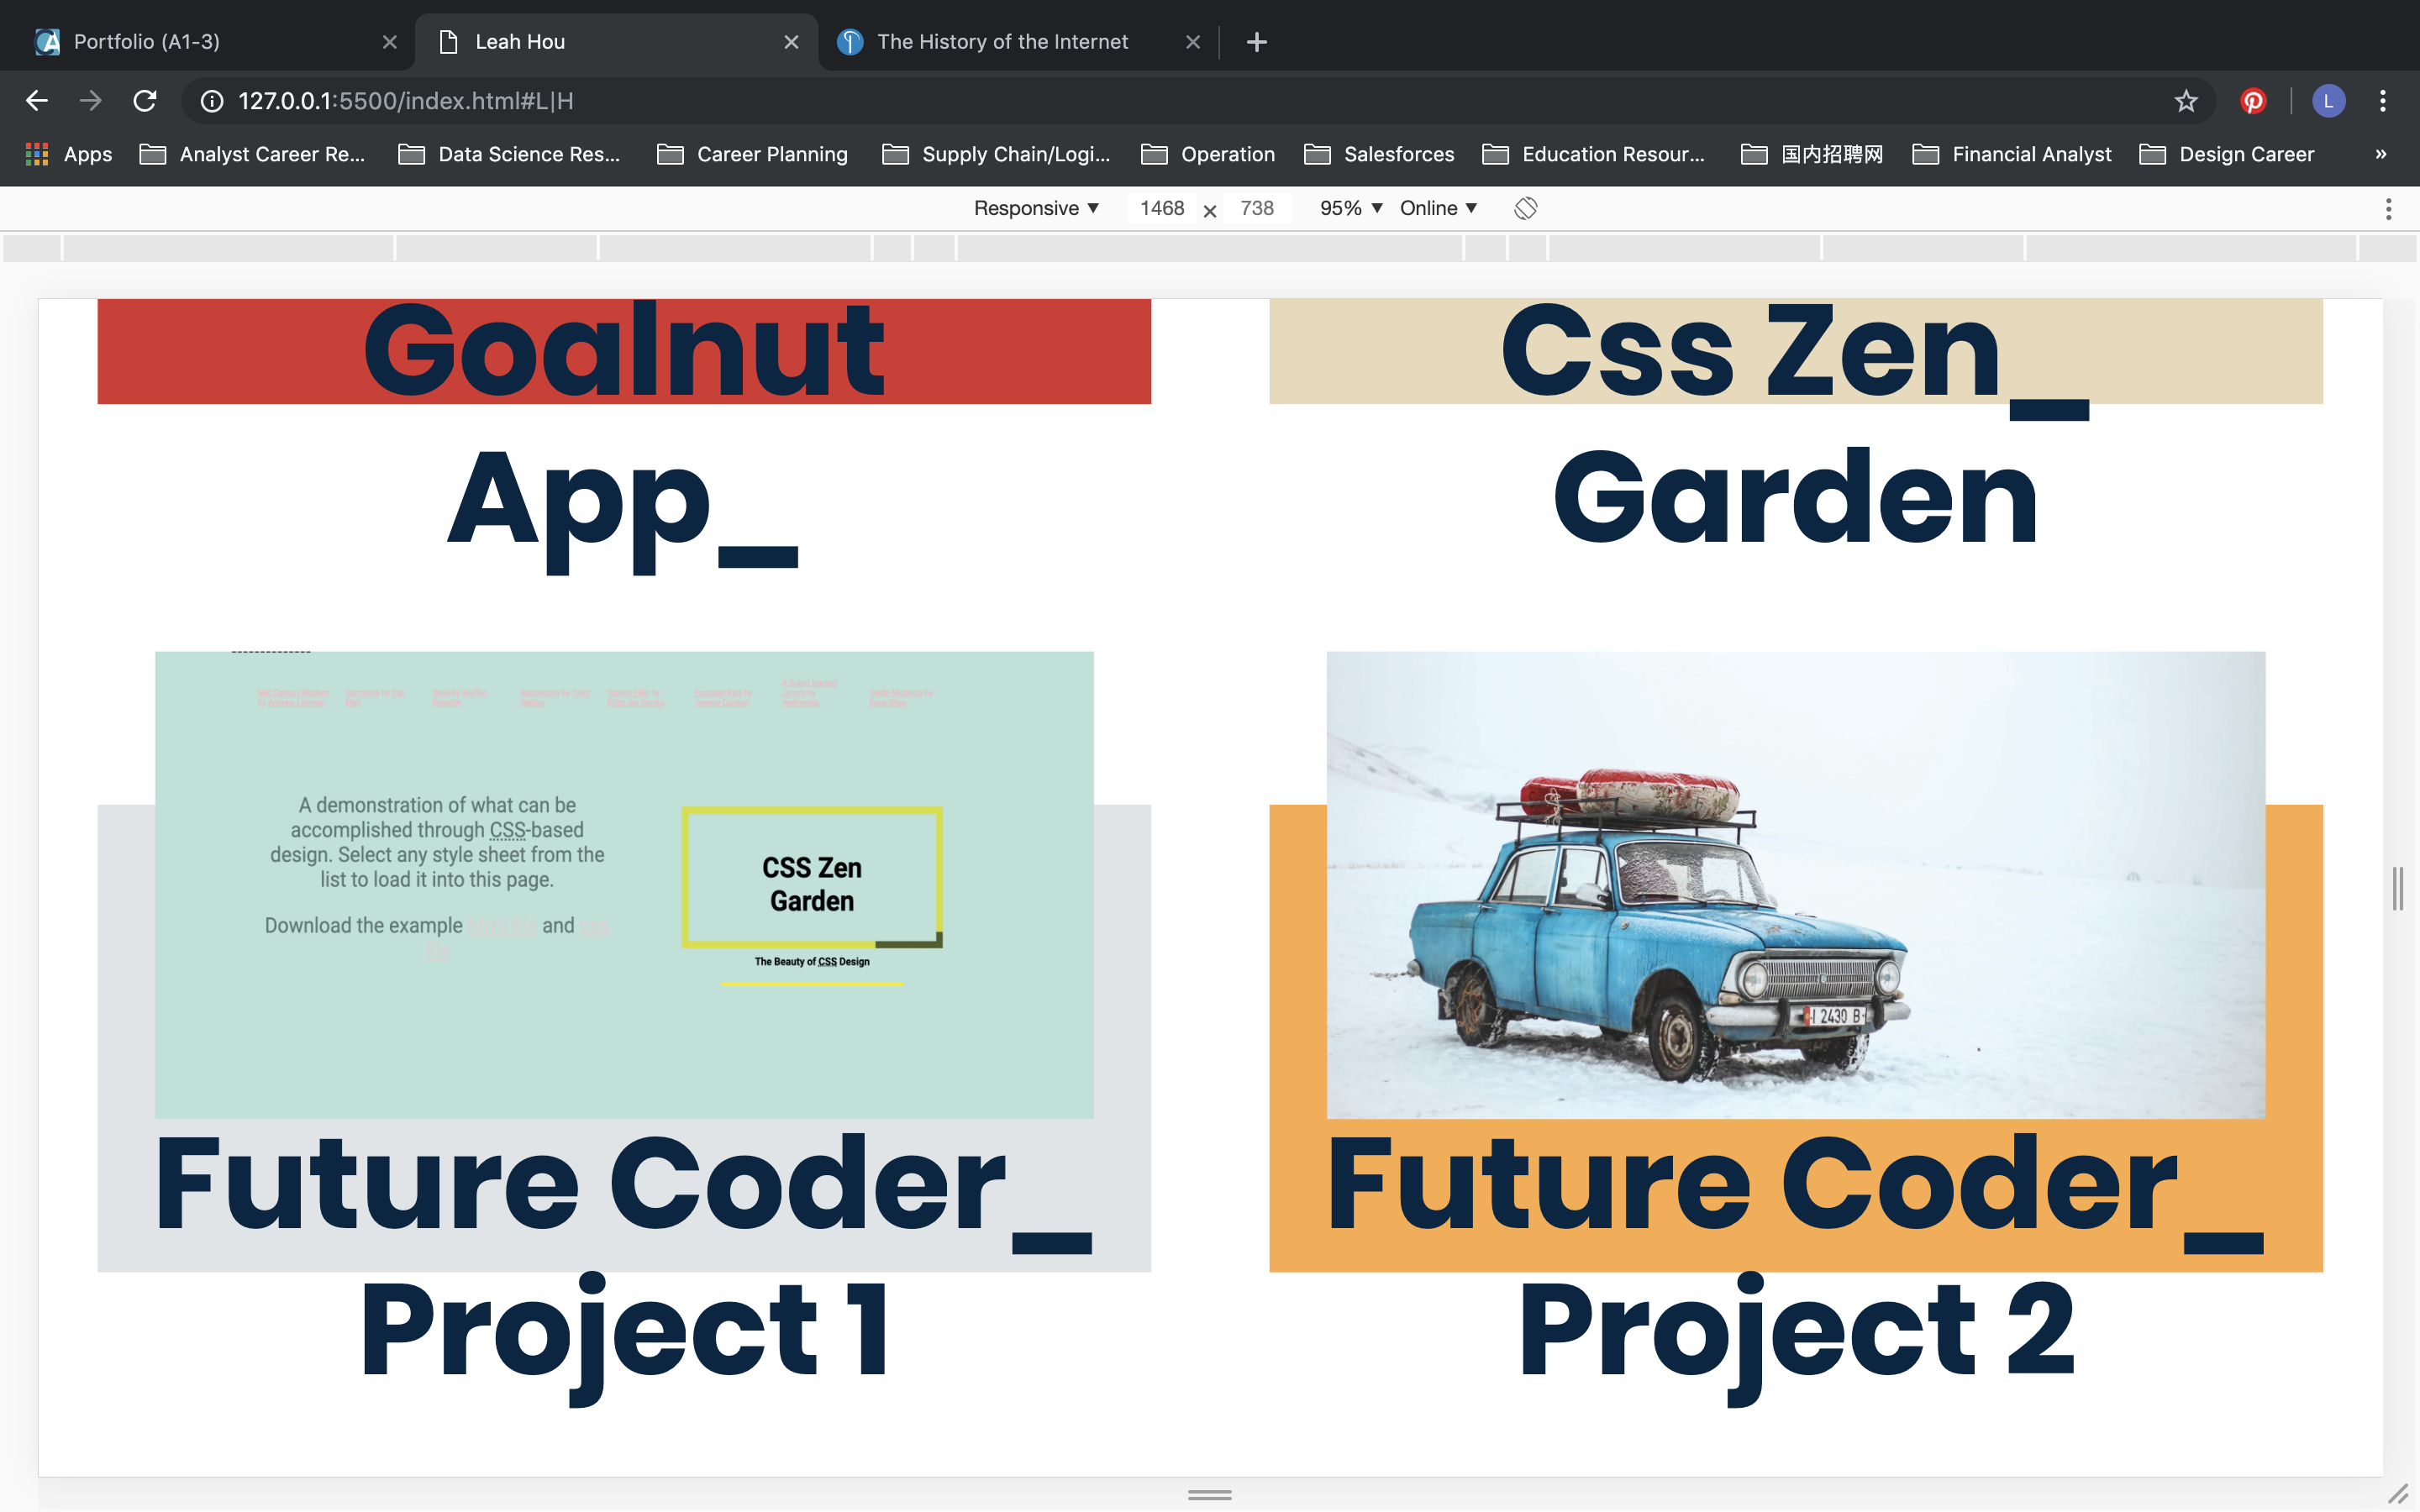 Portfolio (A1-3)
Leah Hou
The History of the Internet
127.0.0.1:5500/index.html#L|H
L
Apps
Analyst Career Re...
Data Science Res...
Career Planning
Supply Chain/Logi...
Operation
Salesforces
Education Resour...
国内招聘网
Financial Analyst
Design Career
»
Responsive
1468 × 738
95%
Online
Goalnut
App_
Css Zen_
Garden
A demonstration of what can be
accomplished through CSS-based
design. Select any style sheet from the
list to load it into this page.
Download the example and
CSS Zen
Garden
The Beauty of CSS Design
Future Coder_
Project 1
2430 B
Future Coder_
Project 2